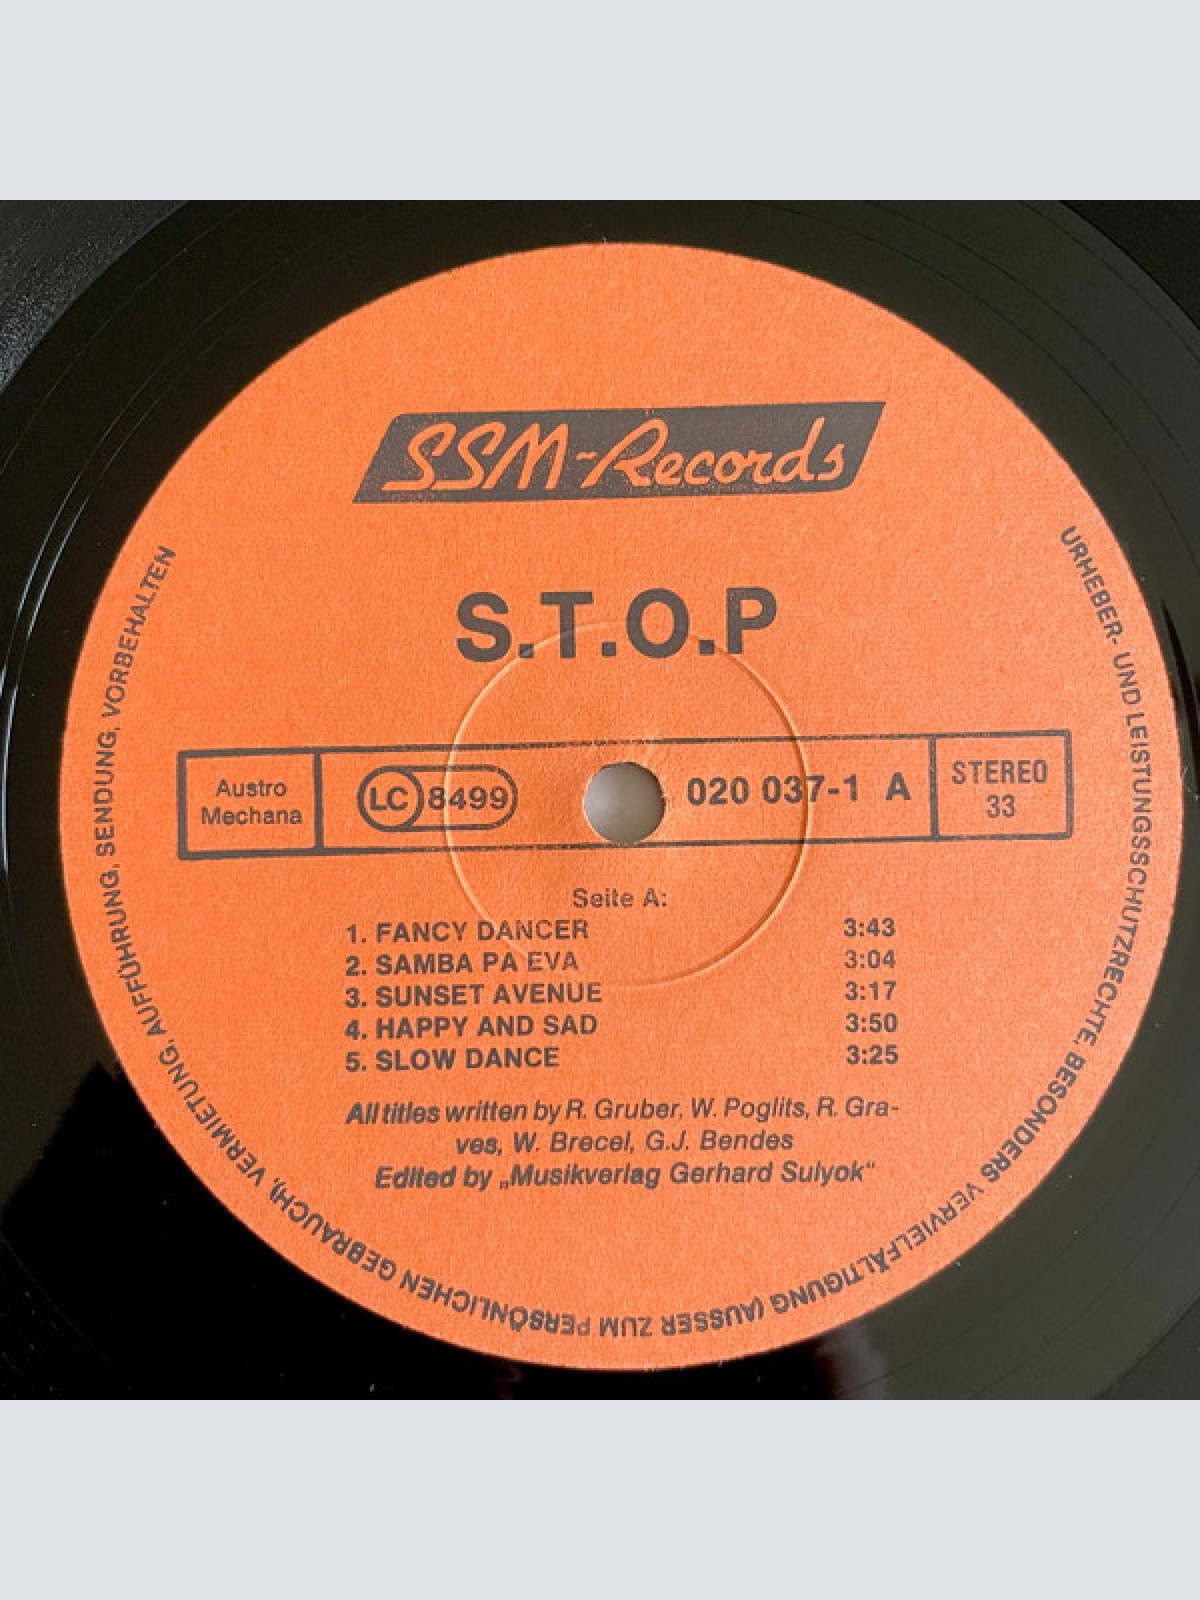 SSM-Records
S.T.O.P
Austro
Mechana
LC 8499
020 037-1 A
STEREO
33
Seite A:
1. FANCY DANCER 3:43
2. SAMBA PA EVA 3:04
3. SUNSET AVENUE 3:17
4. HAPPY AND SAD 3:50
5. SLOW DANCE 3:25
All titles written by R. Gruber, W. Poglits, R. Gra-
ves, W. Brecel, G.J. Bendes
Edited by „Musikverlag Gerhard Sulyok“
URHEBER- UND LEISTUNGSSCHUTZRECHTE, BESONDERS VERVIELFÄLTIGUNG (AUSSER ZUM PERSÖNLICHEN GEBRAUCH), VERMIETUNG, AUFFÜHRUNG, SENDUNG, VORBEHALTEN